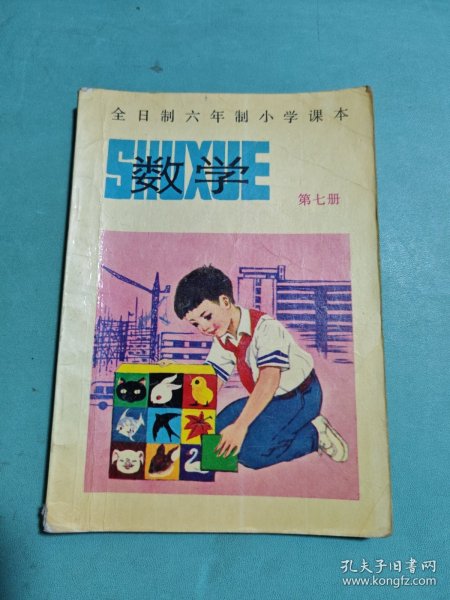 全日制六年制小学课本
SHUXUE
数学
第七册
孔夫子旧书网
www.kongfz.com